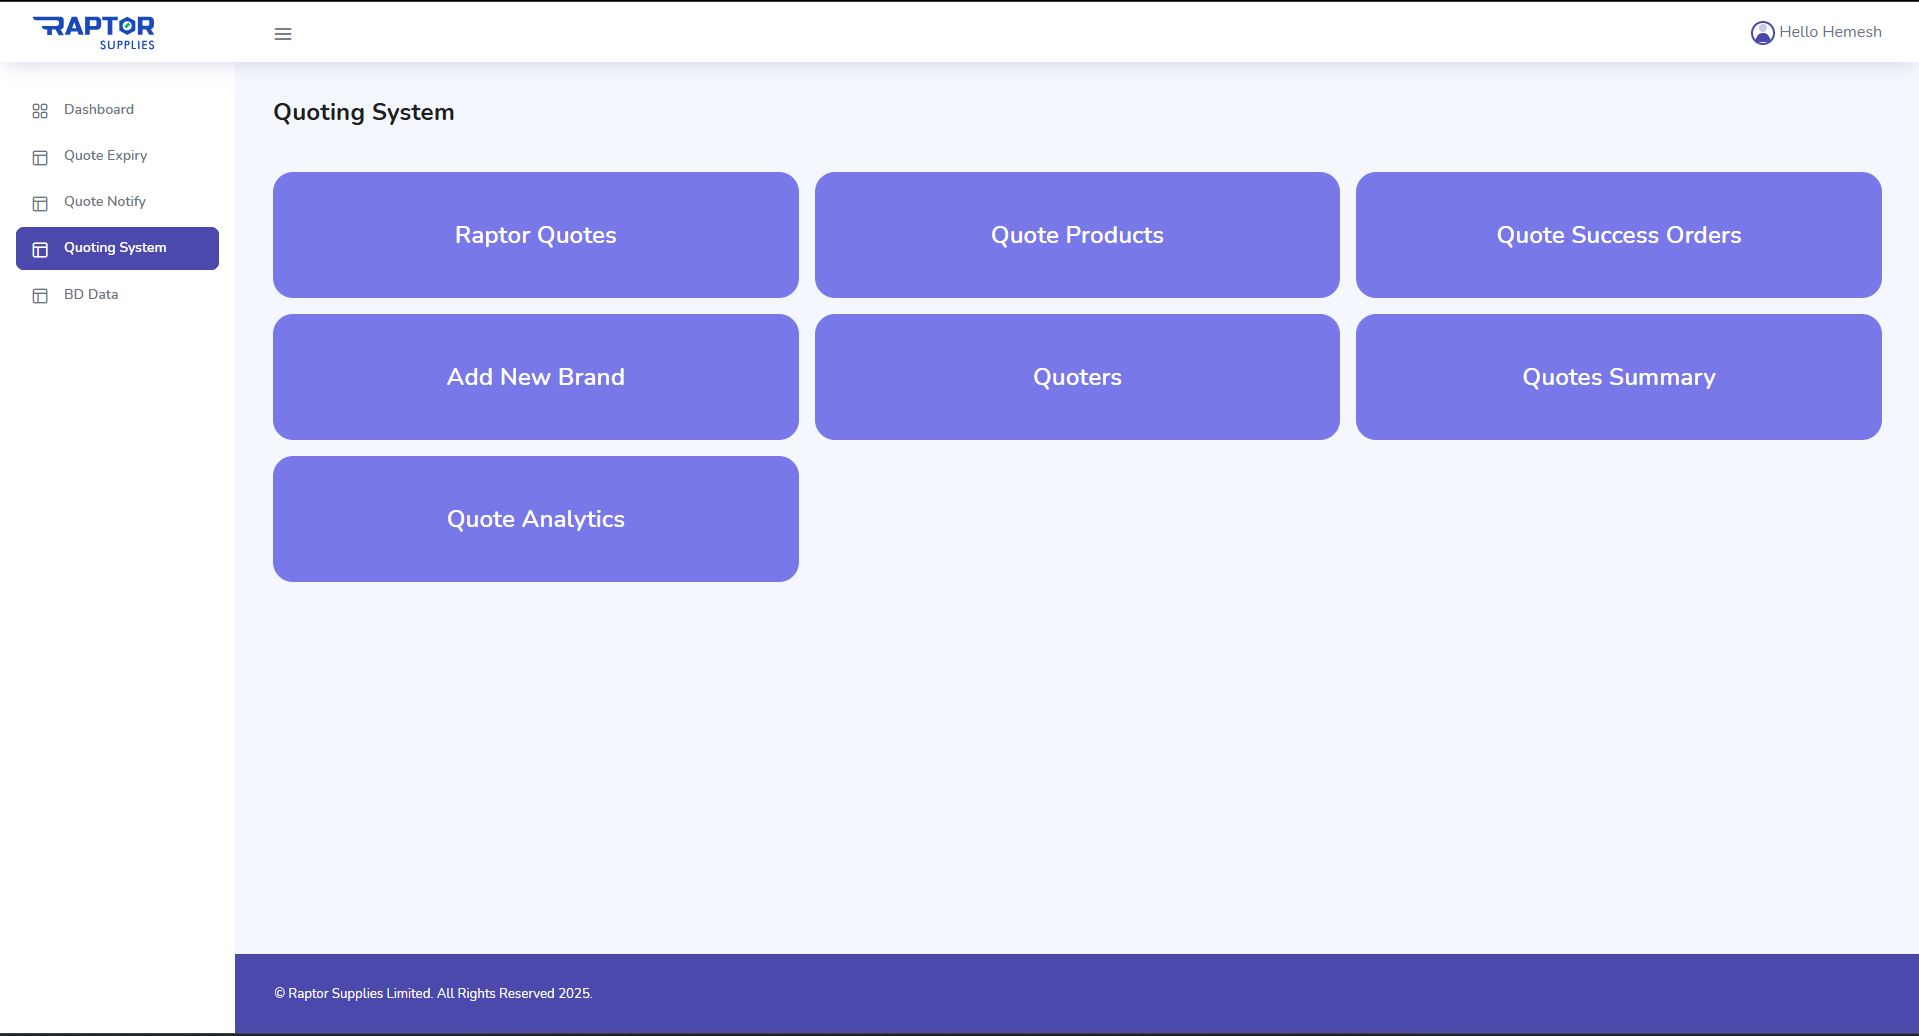 RAPTOR
SUPPLIES
Hello Hemesh
Dashboard
Quote Expiry
Quote Notify
Quoting System
BD Data
Quoting System
Raptor Quotes
Quote Products
Quote Success Orders
Add New Brand
Quoters
Quotes Summary
Quote Analytics
© Raptor Supplies Limited. All Rights Reserved 2025.